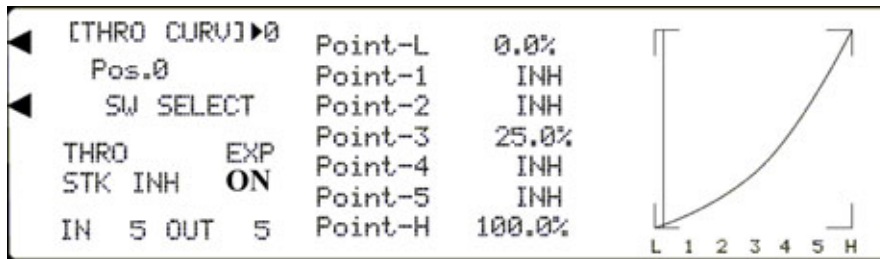 [THRO CURV]▶0
Pos.0
SW SELECT
THRO EXP
STK INH ON
IN 5 OUT 5
Point-L 0.0%
Point-1 INH
Point-2 INH
Point-3 25.0%
Point-4 INH
Point-5 INH
Point-H 100.0%
L 1 2 3 4 5 H